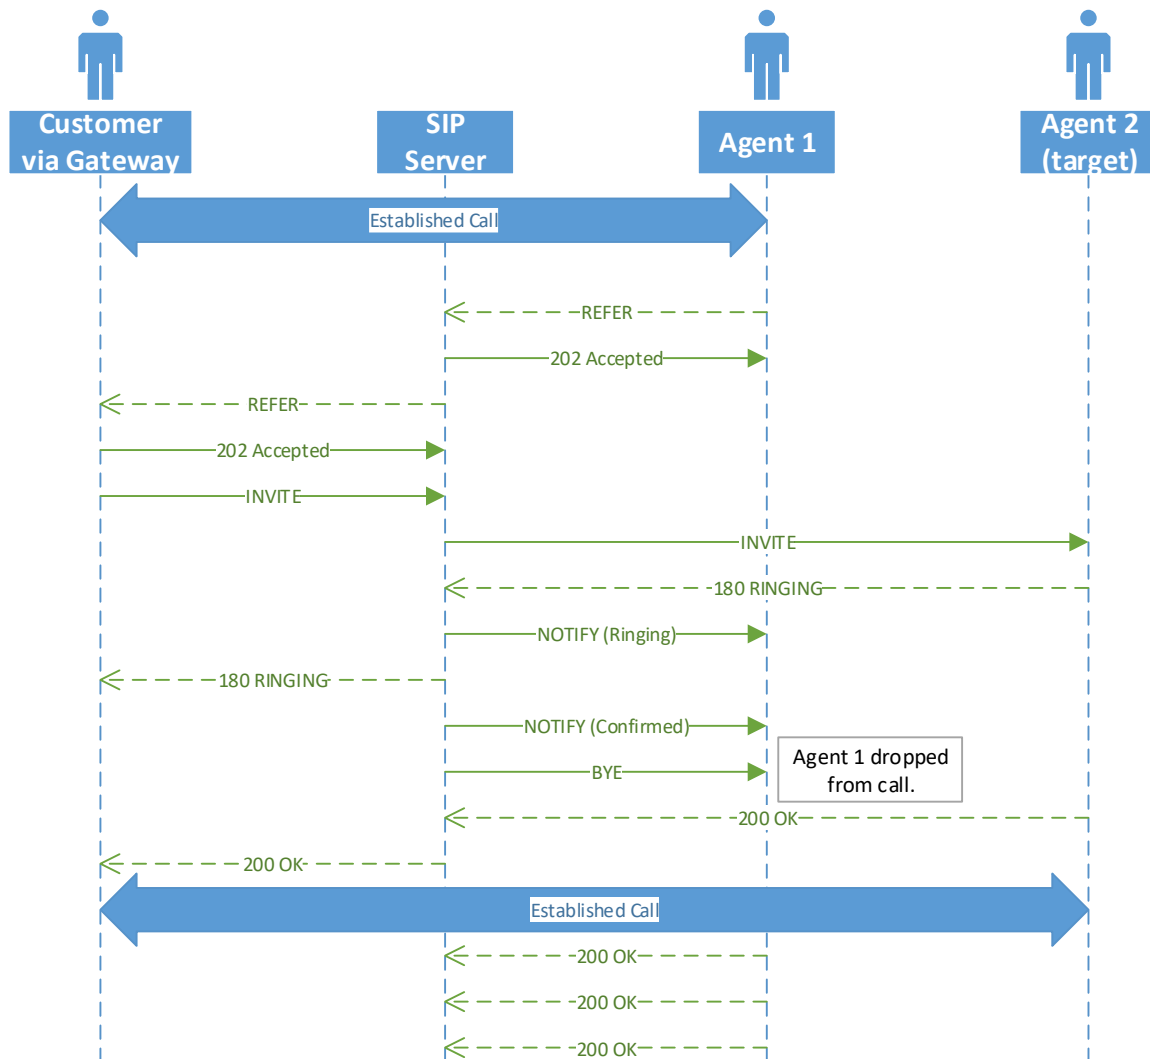 Customer
via Gateway
SIP
Server
Agent 1
Agent 2
(target)
Established Call
REFER
202 Accepted
REFER
202 Accepted
INVITE
INVITE
180 RINGING
NOTIFY (Ringing)
180 RINGING
NOTIFY (Confirmed)
BYE
Agent 1 dropped
from call.
200 OK
200 OK
Established Call
200 OK
200 OK
200 OK